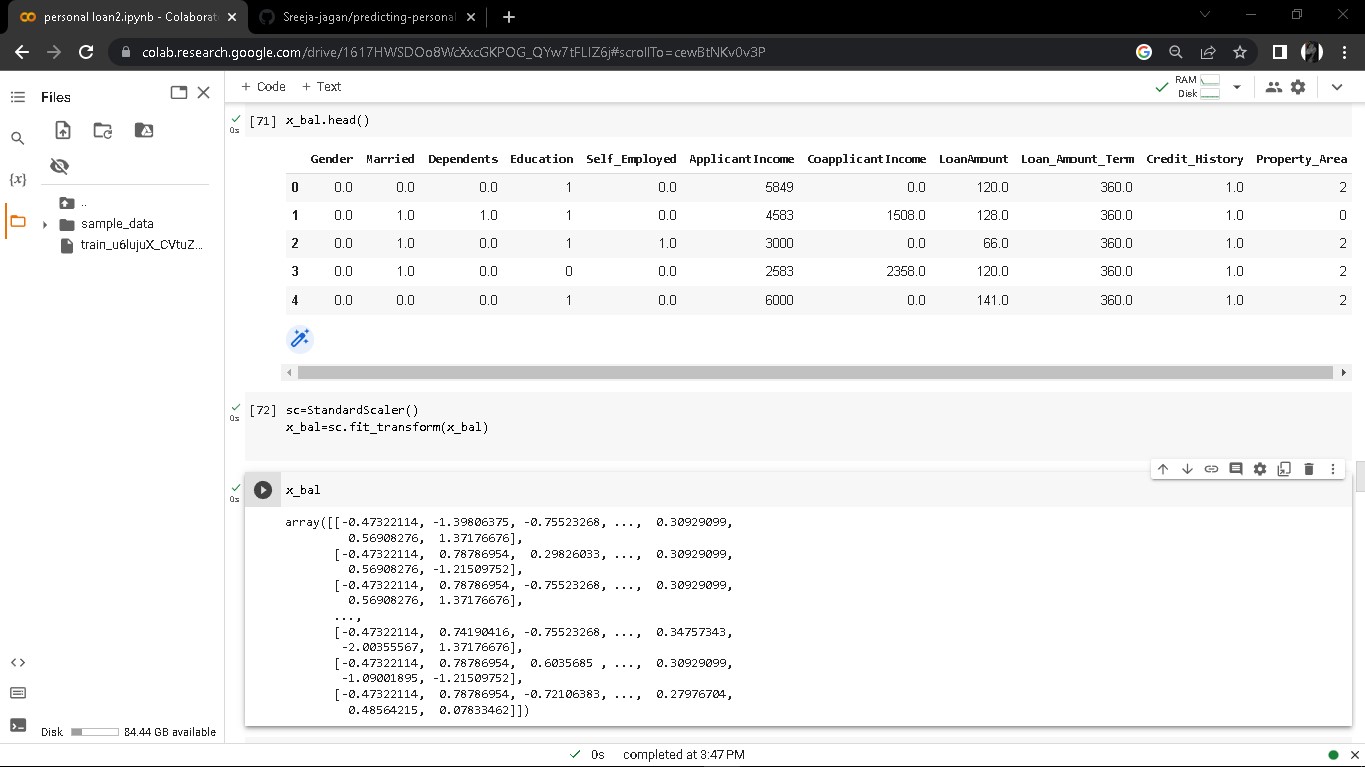 personal loan2.ipynb - Colaborat
Sreeja-jagan/predicting-personal
colab.research.google.com/drive/1617HWSDOo8WcXxcGKPOG_QYw7tFLIZ6j#scrollTo=cewBtNKv0v3P
Files
+ Code + Text
RAM
Disk
{x}
..
sample_data
train_u6lujuX_CVtuZ...
0s
[71] x_bal.head()
Gender Married Dependents Education Self_Employed ApplicantIncome CoapplicantIncome LoanAmount Loan_Amount_Term Credit_History Property_Area
0 0.0 0.0 0.0 1 0.0 5849 0.0 120.0 360.0 1.0 2
1 0.0 1.0 1.0 1 0.0 4583 1508.0 128.0 360.0 1.0 0
2 0.0 1.0 0.0 1 1.0 3000 0.0 66.0 360.0 1.0 2
3 0.0 1.0 0.0 0 0.0 2583 2358.0 120.0 360.0 1.0 2
4 0.0 0.0 0.0 1 0.0 6000 0.0 141.0 360.0 1.0 2
0s
[72] sc=StandardScaler()
x_bal=sc.fit_transform(x_bal)
0s
x_bal
array([[-0.47322114, -1.39806375, -0.75523268, ..., 0.30929099,
0.56908276, 1.37176676],
[-0.47322114, 0.78786954, 0.29826033, ..., 0.30929099,
0.56908276, -1.21509752],
[-0.47322114, 0.78786954, -0.75523268, ..., 0.30929099,
0.56908276, 1.37176676],
...,
[-0.47322114, 0.74190416, -0.75523268, ..., 0.34757343,
-2.00355567, 1.37176676],
[-0.47322114, 0.78786954, 0.6035685 , ..., 0.30929099,
-1.09001895, -1.21509752],
[-0.47322114, 0.78786954, -0.72106383, ..., 0.27976704,
0.48564215, 0.07833462]])
Disk 84.44 GB available
0s completed at 3:47 PM